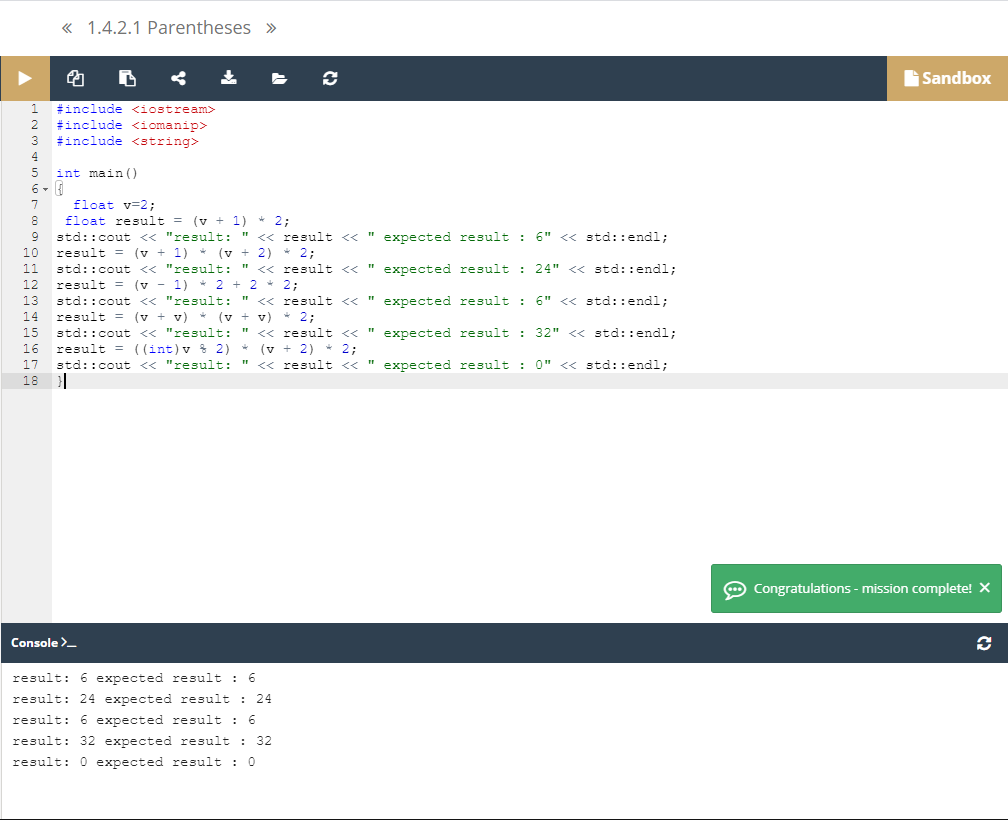 « 1.4.2.1 Parentheses »
Sandbox
1 #include <iostream>
2 #include <iomanip>
3 #include <string>
4
5 int main()
6 {
7   float v=2;
8  float result = (v + 1) * 2;
9 std::cout << "result: " << result << " expected result : 6" << std::endl;
10 result = (v + 1) * (v + 2) * 2;
11 std::cout << "result: " << result << " expected result : 24" << std::endl;
12 result = (v - 1) * 2 + 2 * 2;
13 std::cout << "result: " << result << " expected result : 6" << std::endl;
14 result = (v + v) * (v + v) * 2;
15 std::cout << "result: " << result << " expected result : 32" << std::endl;
16 result = ((int)v % 2) * (v + 2) * 2;
17 std::cout << "result: " << result << " expected result : 0" << std::endl;
18 }
Congratulations - mission complete! ×
Console >_
result: 6 expected result : 6
result: 24 expected result : 24
result: 6 expected result : 6
result: 32 expected result : 32
result: 0 expected result : 0